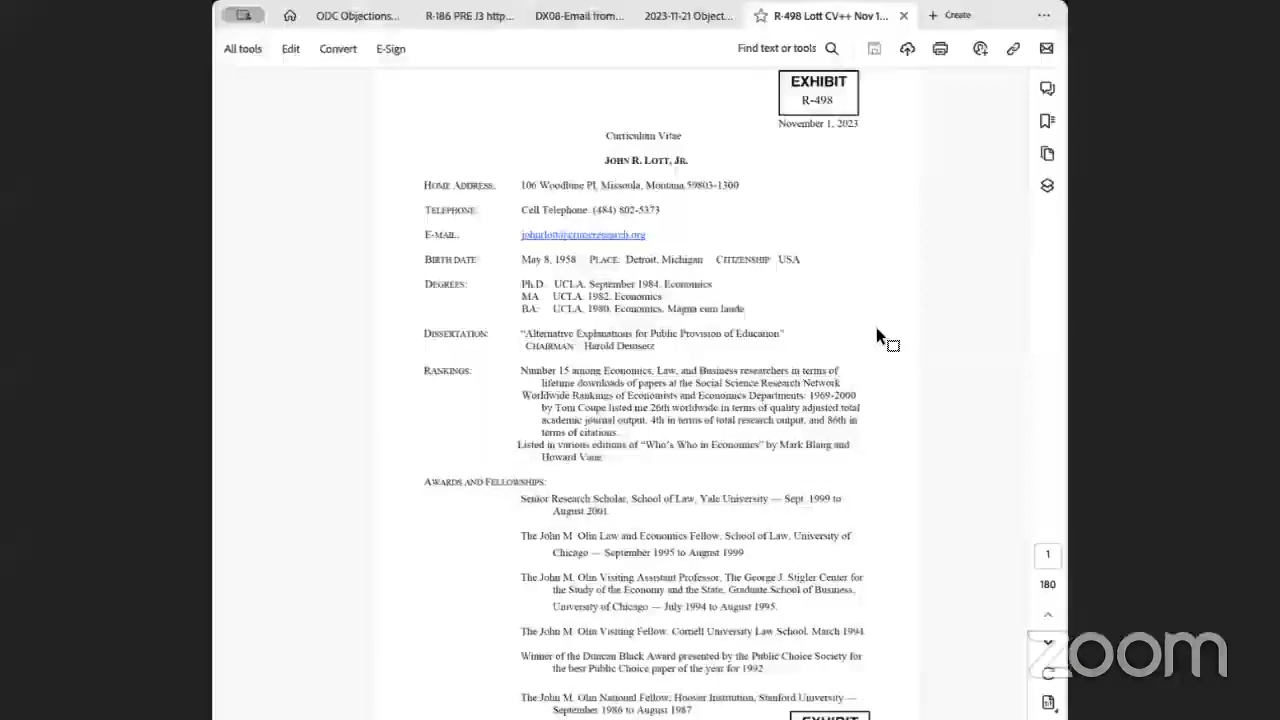 ODC Objections... R-186 PRE J3 http... DX08-Email from... 2023-11-21 Object... R-498 Lott CV++ Nov 1... Create
All tools Edit Convert E-Sign Find text or tools
EXHIBIT
R-498
November 1, 2023
Curriculum Vitae
JOHN R. LOTT, JR.
HOME ADDRESS: 106 Woodbine Pl, Missoula, Montana 59803-1300
TELEPHONE: Cell Telephone (484) 802-5373
E-MAIL: johnrlott@crimeresearch.org
BIRTH DATE May 8, 1958 PLACE: Detroit, Michigan CITIZENSHIP USA
DEGREES: Ph.D. UCLA, September 1984, Economics
MA UCLA, 1982, Economics
BA: UCLA, 1980, Economics, Magna cum laude
DISSERTATION: "Alternative Explanations for Public Provision of Education"
CHAIRMAN Harold Demsetz
RANKINGS: Number 15 among Economics, Law, and Business researchers in terms of
lifetime downloads of papers at the Social Science Research Network
Worldwide Rankings of Economists and Economics Departments: 1969-2000
by Tom Coupe listed me 26th worldwide in terms of quality adjusted total
academic journal output, 4th in terms of total research output, and 86th in
terms of citations.
Listed in various editions of "Who's Who in Economics" by Mark Blaug and
Howard Vane
AWARDS AND FELLOWSHIPS:
Senior Research Scholar, School of Law, Yale University — Sept. 1999 to
August 2001
The John M. Olin Law and Economics Fellow, School of Law, University of
Chicago — September 1995 to August 1999
The John M. Olin Visiting Assistant Professor, The George J. Stigler Center for
the Study of the Economy and the State, Graduate School of Business,
University of Chicago — July 1994 to August 1995.
The John M. Olin Visiting Fellow, Cornell University Law School, March 1994
Winner of the Duncan Black Award presented by the Public Choice Society for
the best Public Choice paper of the year for 1992
The John M. Olin National Fellow, Hoover Institution, Stanford University —
September 1986 to August 1987
EXHIBIT
1
180
zoom